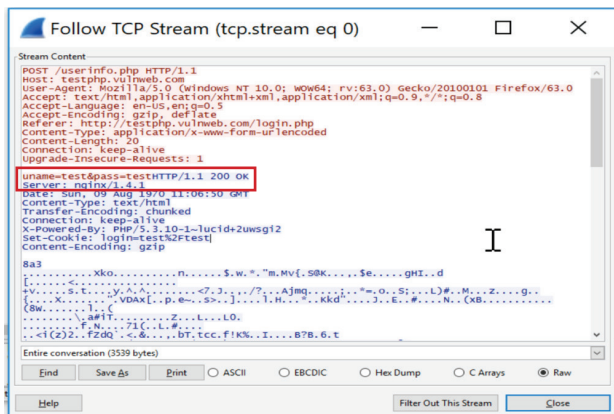 Follow TCP Stream (tcp.stream eq 0)
Stream Content
POST /userinfo.php HTTP/1.1
Host: testphp.vulnweb.com
User-Agent: Mozilla/5.0 (Windows NT 10.0; WOW64; rv:63.0) Gecko/20100101 Firefox/63.0
Accept: text/html,application/xhtml+xml,application/xml;q=0.9,*/*;q=0.8
Accept-Language: en-US,en;q=0.5
Accept-Encoding: gzip, deflate
Referer: http://testphp.vulnweb.com/login.php
Content-Type: application/x-www-form-urlencoded
Content-Length: 20
Connection: keep-alive
Upgrade-Insecure-Requests: 1
uname=test&pass=testHTTP/1.1 200 OK
Server: nginx/1.4.1
Date: Sun, 09 Aug 1970 11:06:50 GMT
Content-Type: text/html
Transfer-Encoding: chunked
Connection: keep-alive
X-Powered-By: PHP/5.3.10-1~lucid+2uwsgi2
Set-Cookie: login=test%2Ftest
Content-Encoding: gzip
8a3
Entire conversation (3539 bytes)
Find Save As Print ASCII EBCDIC Hex Dump C Arrays Raw
Help Filter Out This Stream Close